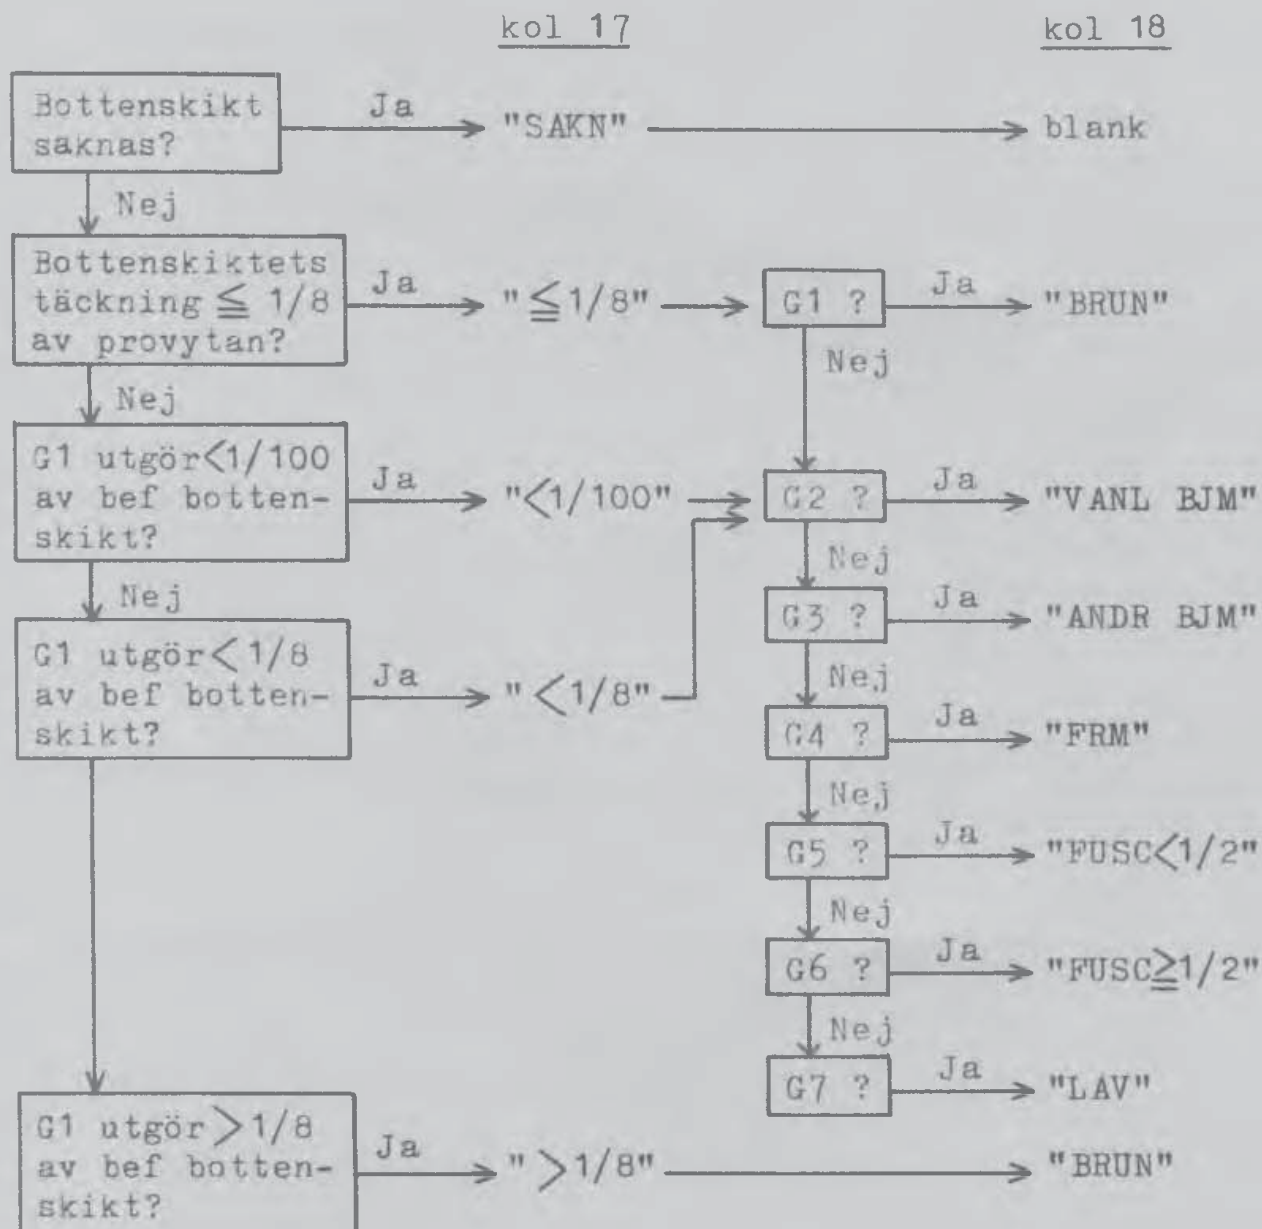 kol 17
kol 18
Bottenskikt
saknas?
Ja
"SAKN"
blank
Nej
Bottenskiktets
täckning ≦ 1/8
av provytan?
Ja
"≦1/8"
G1 ?
Ja
"BRUN"
Nej
Nej
G1 utgör<1/100
av bef botten-
skikt?
Ja
"<1/100"
G2 ?
Ja
"VANL BJM"
Nej
Nej
G3 ?
Ja
"ANDR BJM"
G1 utgör<1/8
av bef botten-
skikt?
Ja
"<1/8"
Nej
G4 ?
Ja
"FRM"
Nej
G5 ?
Ja
"FUSC<1/2"
Nej
G6 ?
Ja
"FUSC≧1/2"
Nej
G7 ?
Ja
"LAV"
G1 utgör>1/8
av bef botten-
skikt?
Ja
">1/8"
"BRUN"